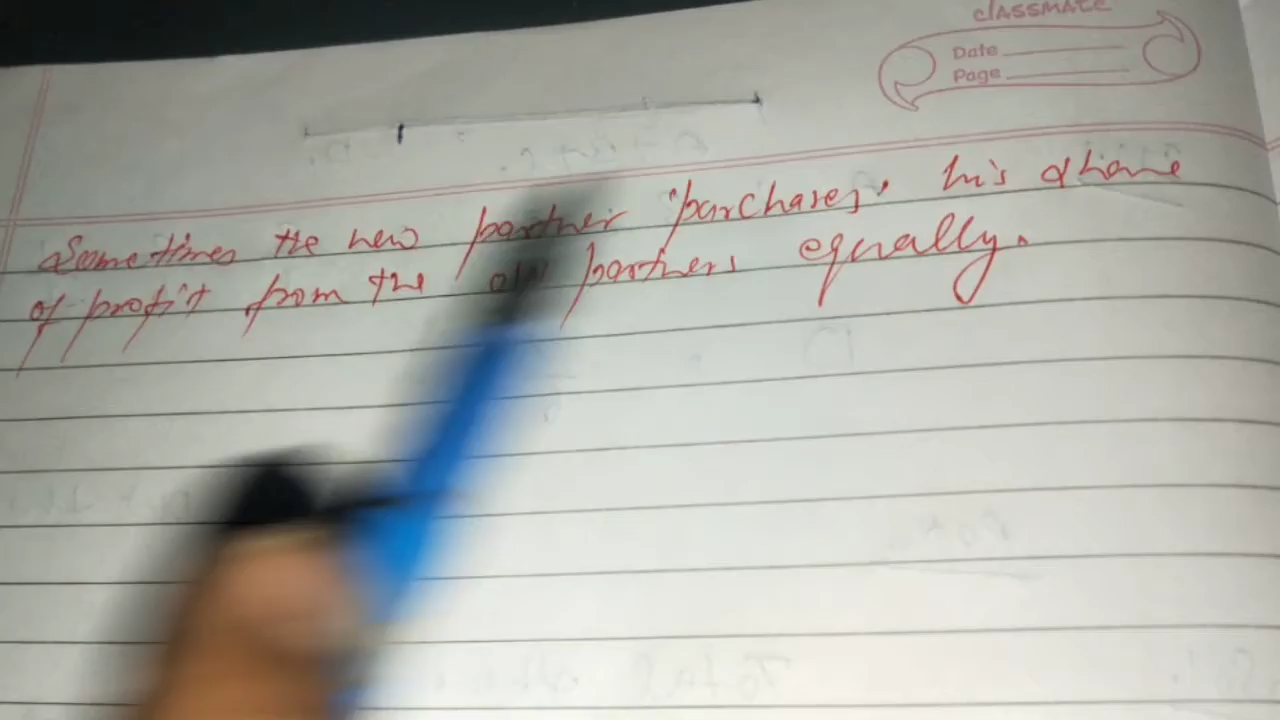 classmate
Date
Page
Sometimes the new partner purchases. his share
of profit from the old partners equally.